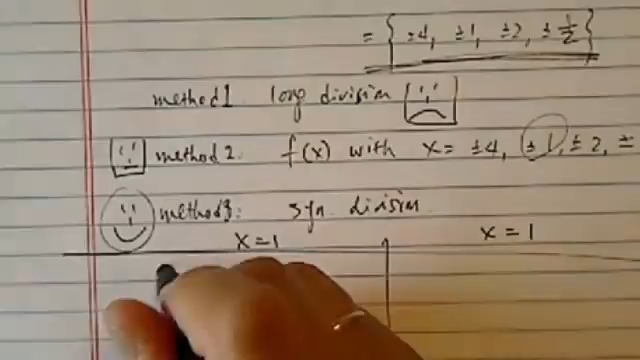 = { ±4, ±1, ±2, ±1/2 }
method 1. long division
method 2. f(x) with x = ±4, ±1, ±2, ±
method 3: syn. division
x = 1 x = 1